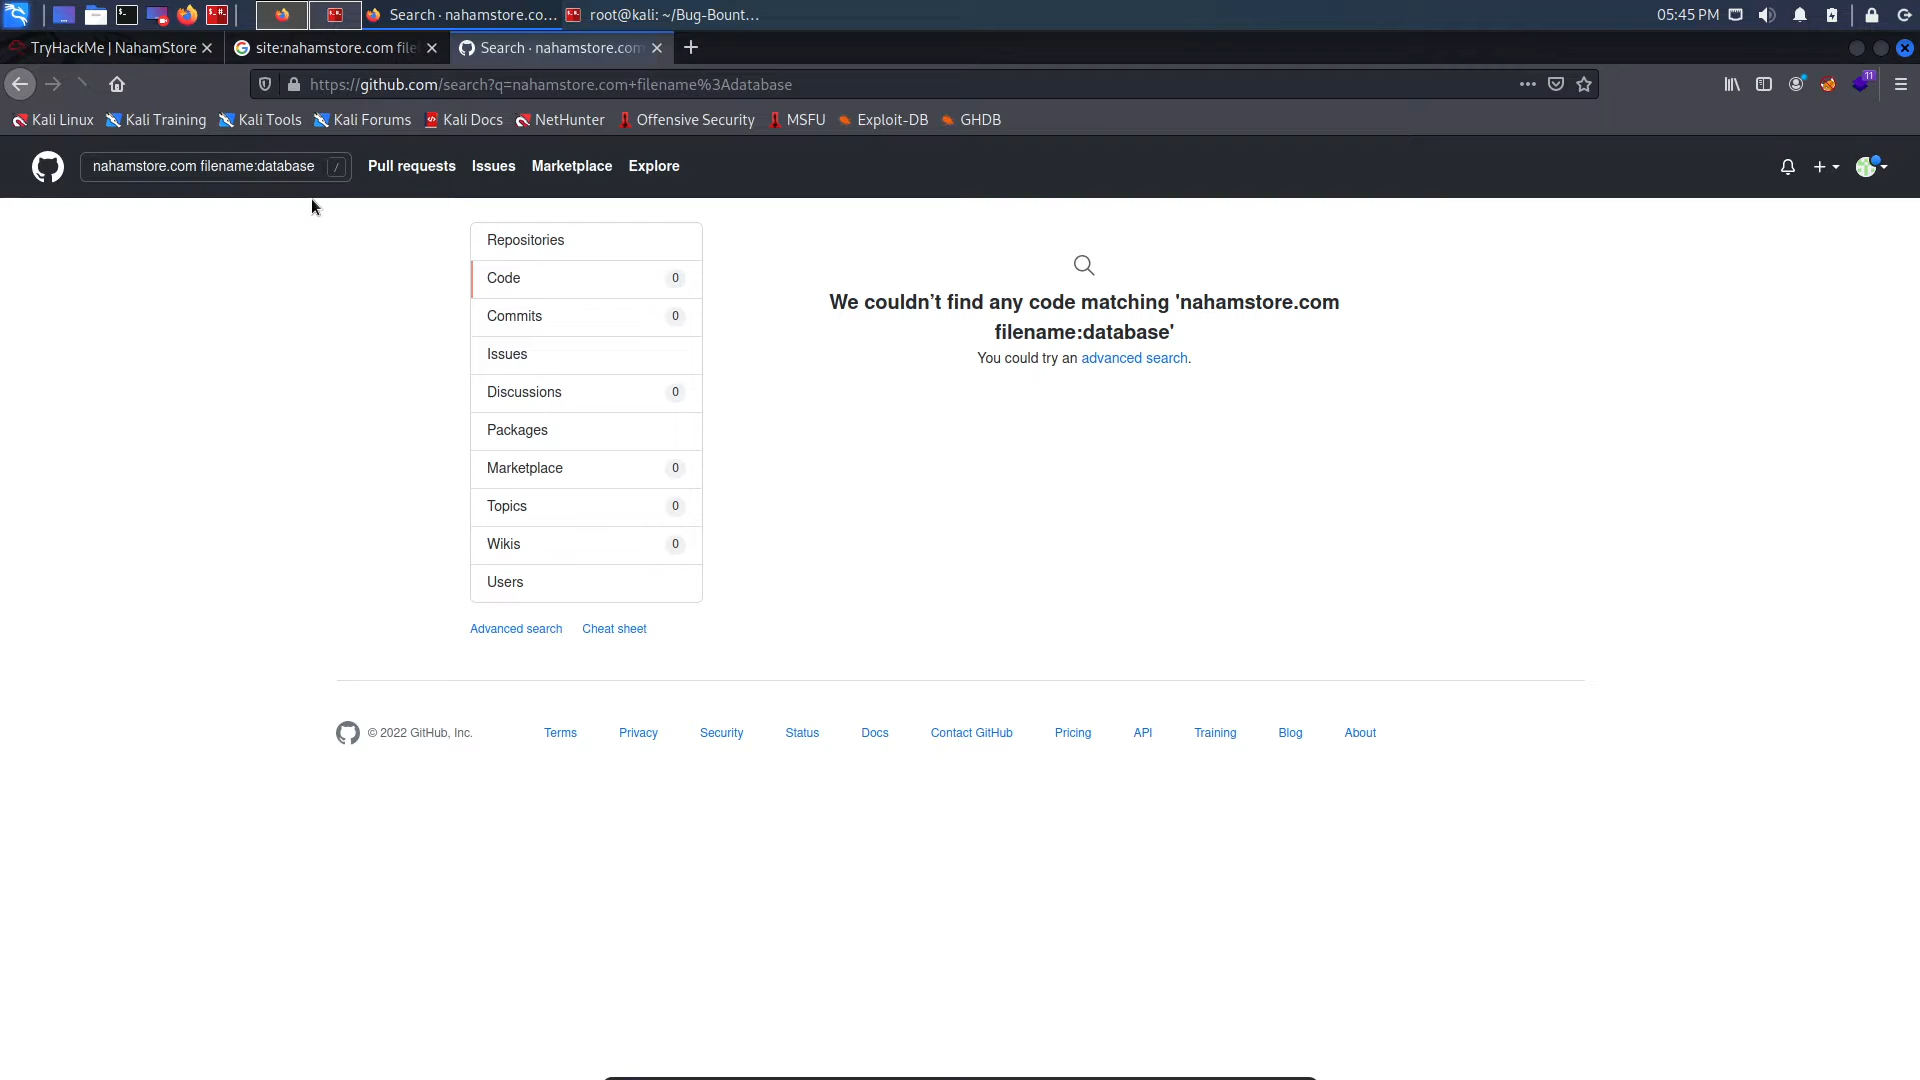 Search · nahamstore.co...
root@kali: ~/Bug-Bount...
05:45 PM
TryHackMe | NahamStore
site:nahamstore.com file
Search · nahamstore.com
https://github.com/search?q=nahamstore.com+filename%3Adatabase
11
Kali Linux
Kali Training
Kali Tools
Kali Forums
Kali Docs
NetHunter
Offensive Security
MSFU
Exploit-DB
GHDB
nahamstore.com filename:database
/
Pull requests
Issues
Marketplace
Explore
Repositories
Code 0
Commits 0
Issues
Discussions 0
Packages
Marketplace 0
Topics 0
Wikis 0
Users
Advanced search
Cheat sheet
We couldn’t find any code matching 'nahamstore.com
filename:database'
You could try an advanced search.
© 2022 GitHub, Inc.
Terms
Privacy
Security
Status
Docs
Contact GitHub
Pricing
API
Training
Blog
About